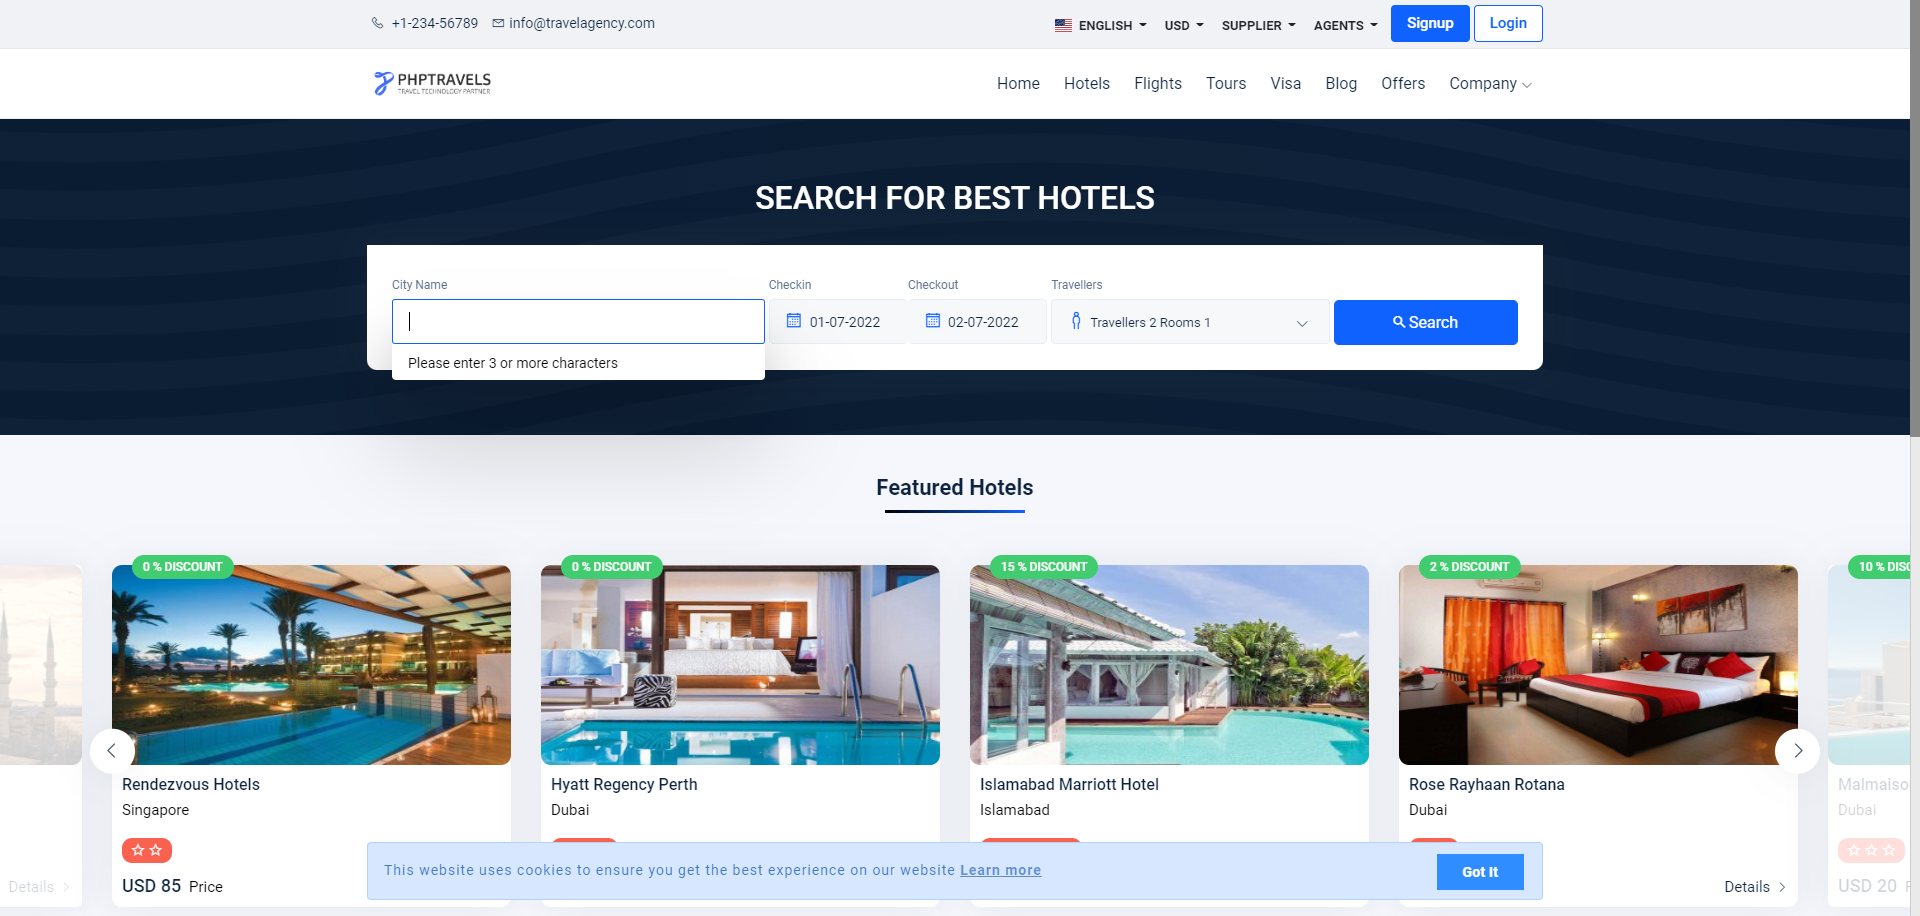 +1-234-56789 info@travelagency.com ENGLISH USD SUPPLIER AGENTS Signup Login
PHPTRAVELS
TRAVEL TECHNOLOGY PARTNER
Home Hotels Flights Tours Visa Blog Offers Company
SEARCH FOR BEST HOTELS
City Name Checkin Checkout Travellers
01-07-2022 02-07-2022 Travellers 2 Rooms 1 Search
Please enter 3 or more characters
Featured Hotels
0 % DISCOUNT 0 % DISCOUNT 15 % DISCOUNT 2 % DISCOUNT 10 % DISC
Rendezvous Hotels Hyatt Regency Perth Islamabad Marriott Hotel Rose Rayhaan Rotana Malmaiso
Singapore Dubai Islamabad Dubai Dubai
This website uses cookies to ensure you get the best experience on our website Learn more Got It
Details USD 85 Price Details USD 20